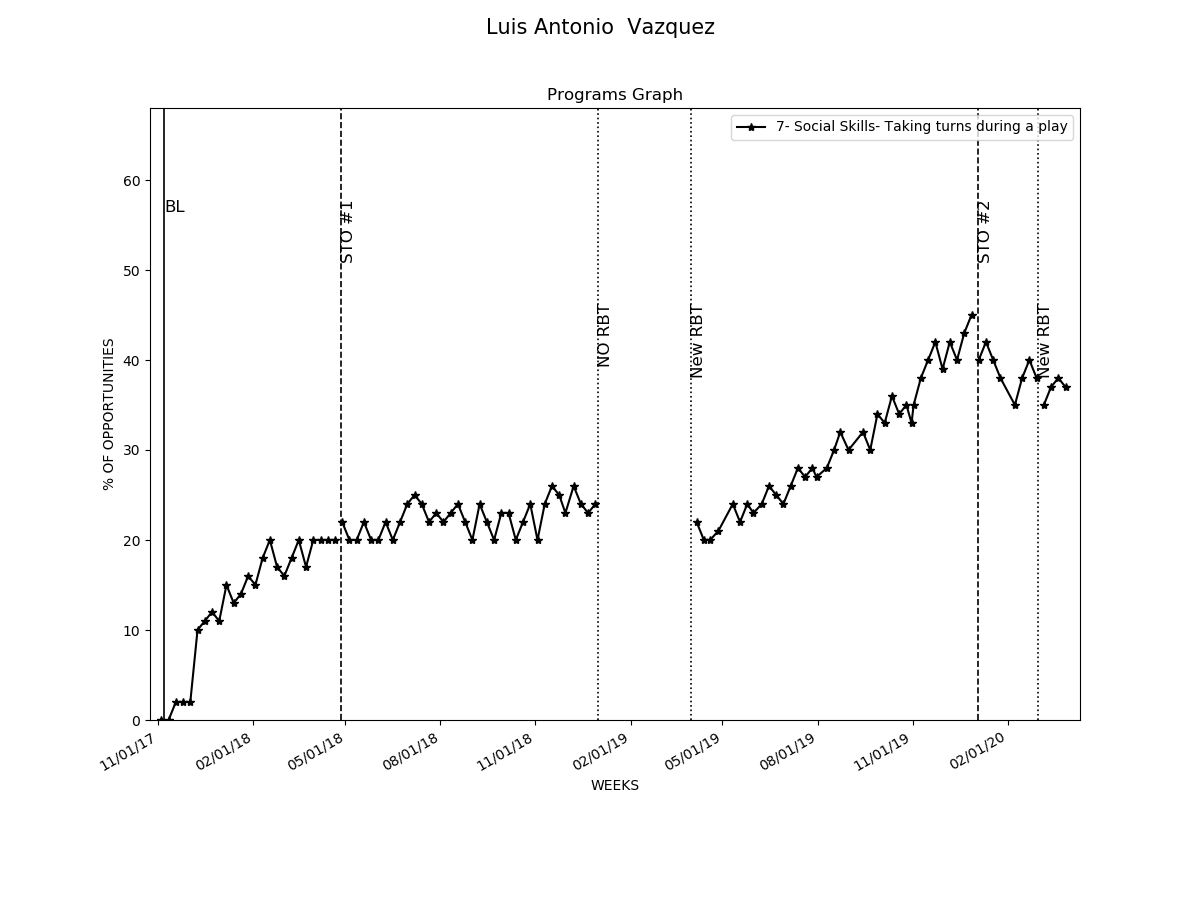 Luis Antonio  Vazquez
Programs Graph
7- Social Skills- Taking turns during a play
BL
STO #1
NO RBT
New RBT
STO #2
New RBT
% OF OPPORTUNITIES
60
50
40
30
20
10
0
11/01/17
02/01/18
05/01/18
08/01/18
11/01/18
02/01/19
05/01/19
08/01/19
11/01/19
02/01/20
WEEKS